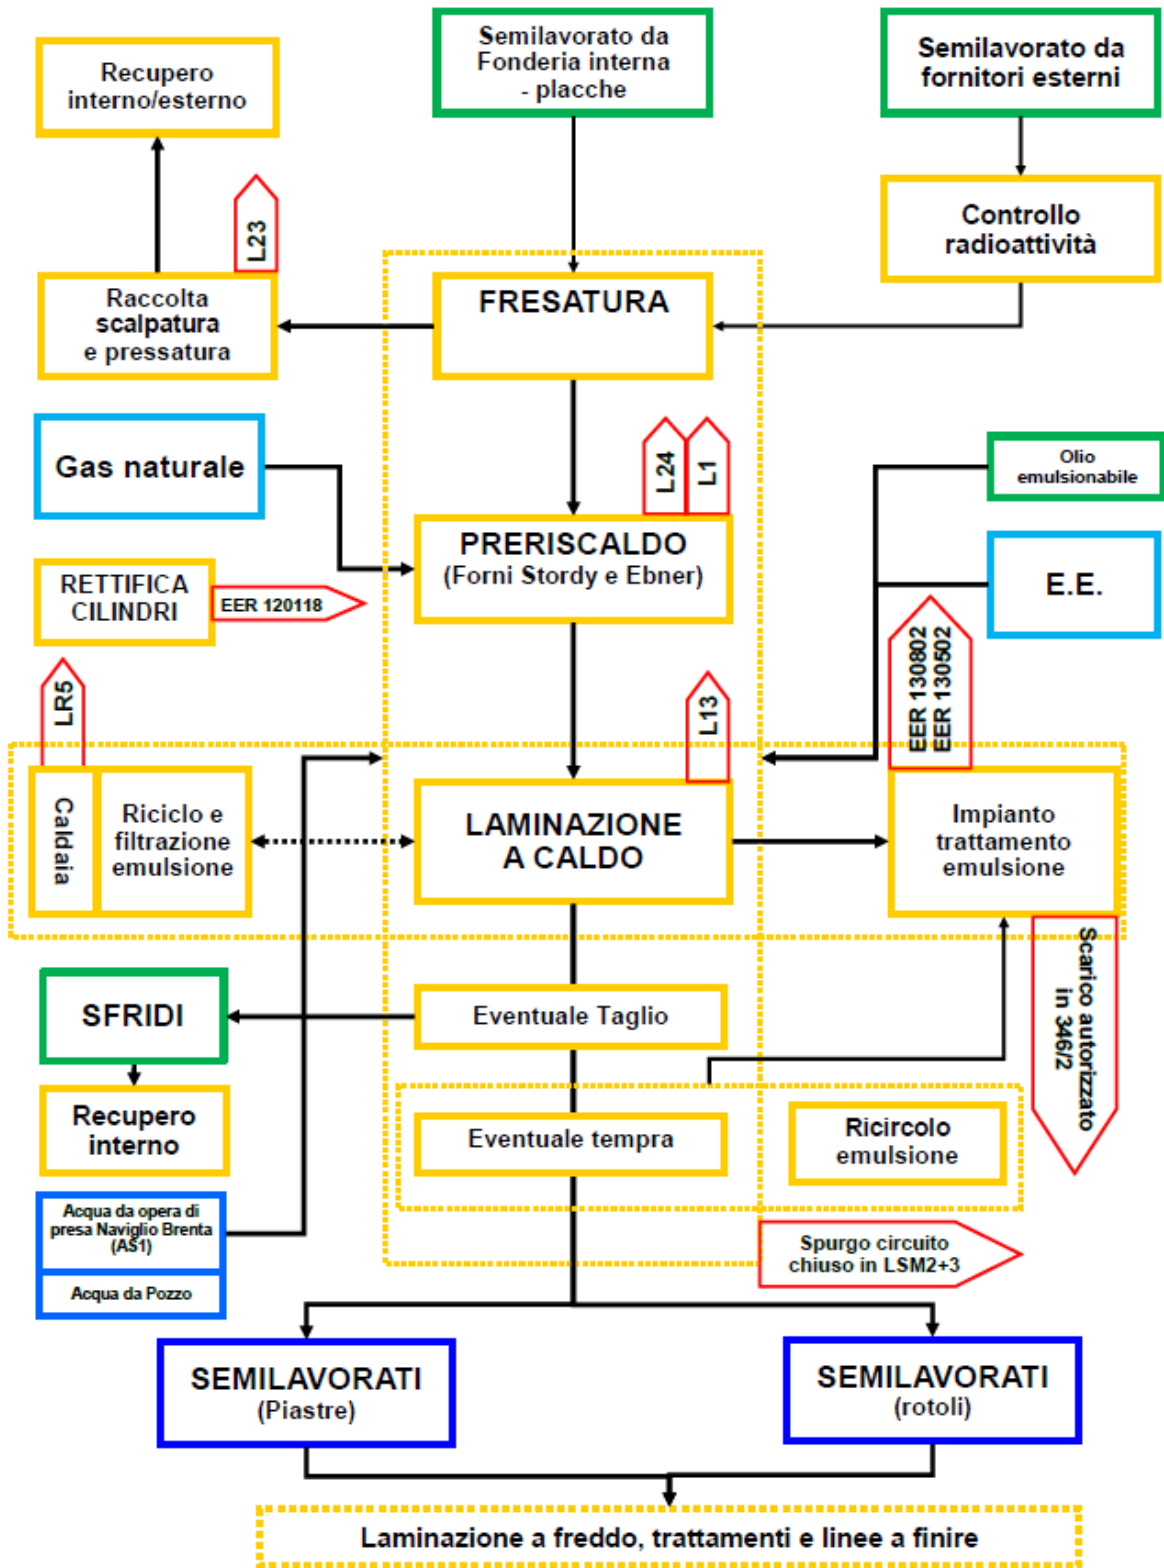 Semilavorato da
Fonderia interna
- placche
Semilavorato da
fornitori esterni
Recupero
interno/esterno
Controllo
radioattività
L23
Raccolta
scalpatura
e pressatura
FRESATURA
Gas naturale
L24
L1
Olio
emulsionabile
PRERISCALDO
(Forni Stordy e Ebner)
E.E.
RETTIFICA
CILINDRI
EER 120118
EER 130802
EER 130502
LR5
L13
Caldaia
Riciclo e
filtrazione
emulsione
LAMINAZIONE
A CALDO
Impianto
trattamento
emulsione
Scarico autorizzato
in 346/2
SFRIDI
Eventuale Taglio
Recupero
interno
Eventuale tempra
Ricircolo
emulsione
Acqua da opera di
presa Naviglio Brenta
(AS1)
Acqua da Pozzo
Spurgo circuito
chiuso in LSM2+3
SEMILAVORATI
(Piastre)
SEMILAVORATI
(rotoli)
Laminazione a freddo, trattamenti e linee a finire